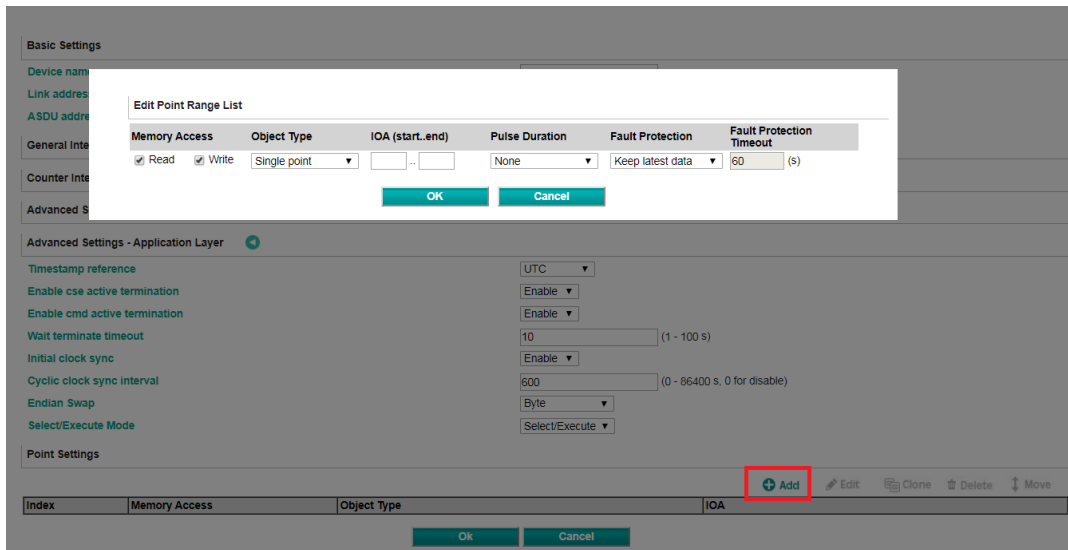 Basic Settings
Device name
Link addres
ASDU addre
General Inte
Counter Inte
Advanced S
Edit Point Range List
Memory Access Object Type IOA (start..end) Pulse Duration Fault Protection Fault Protection Timeout
Read Write Single point .. None Keep latest data 60 (s)
OK Cancel
Advanced Settings - Application Layer
Timestamp reference UTC
Enable cse active termination Enable
Enable cmd active termination Enable
Wait terminate timeout 10 (1 - 100 s)
Initial clock sync Enable
Cyclic clock sync interval 600 (0 - 86400 s, 0 for disable)
Endian Swap Byte
Select/Execute Mode Select/Execute
Point Settings
Add Edit Clone Delete Move
Index Memory Access Object Type IOA
Ok Cancel